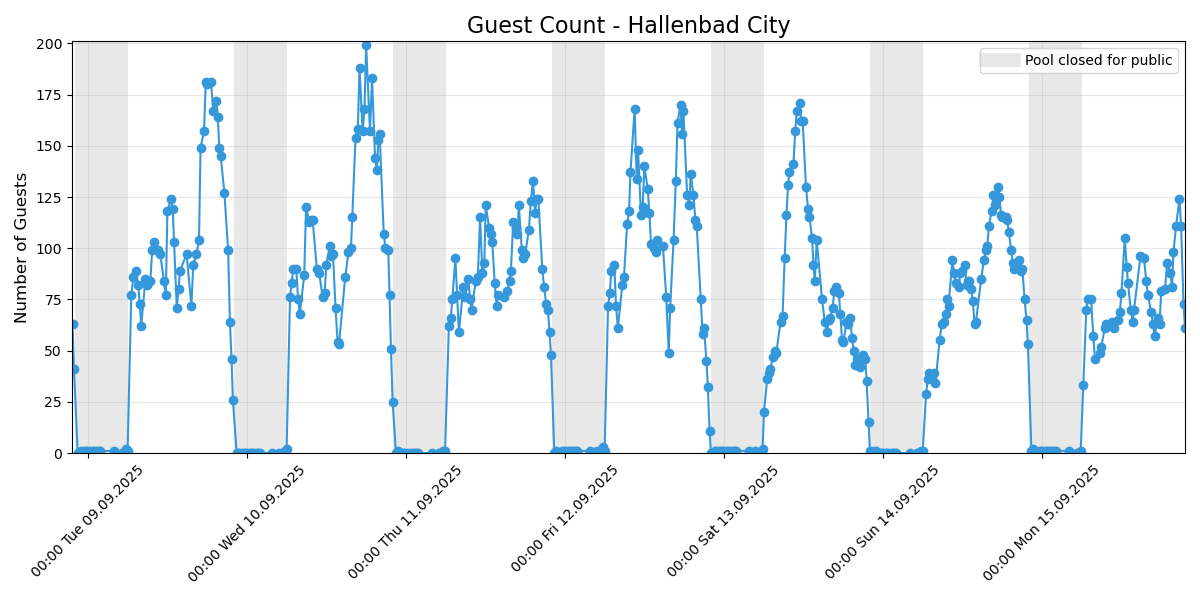 Guest Count - Hallenbad City
Pool closed for public
Number of Guests
200
175
150
125
100
75
50
25
0
00:00 Tue 09.09.2025
00:00 Wed 10.09.2025
00:00 Thu 11.09.2025
00:00 Fri 12.09.2025
00:00 Sat 13.09.2025
00:00 Sun 14.09.2025
00:00 Mon 15.09.2025